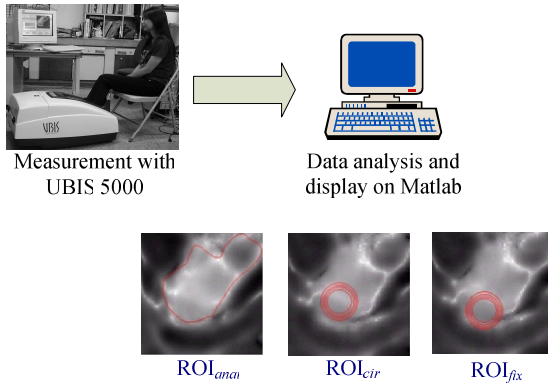 UBIS
Measurement with
UBIS 5000
Data analysis and
display on Matlab
ROIanat
ROIcir
ROIfix